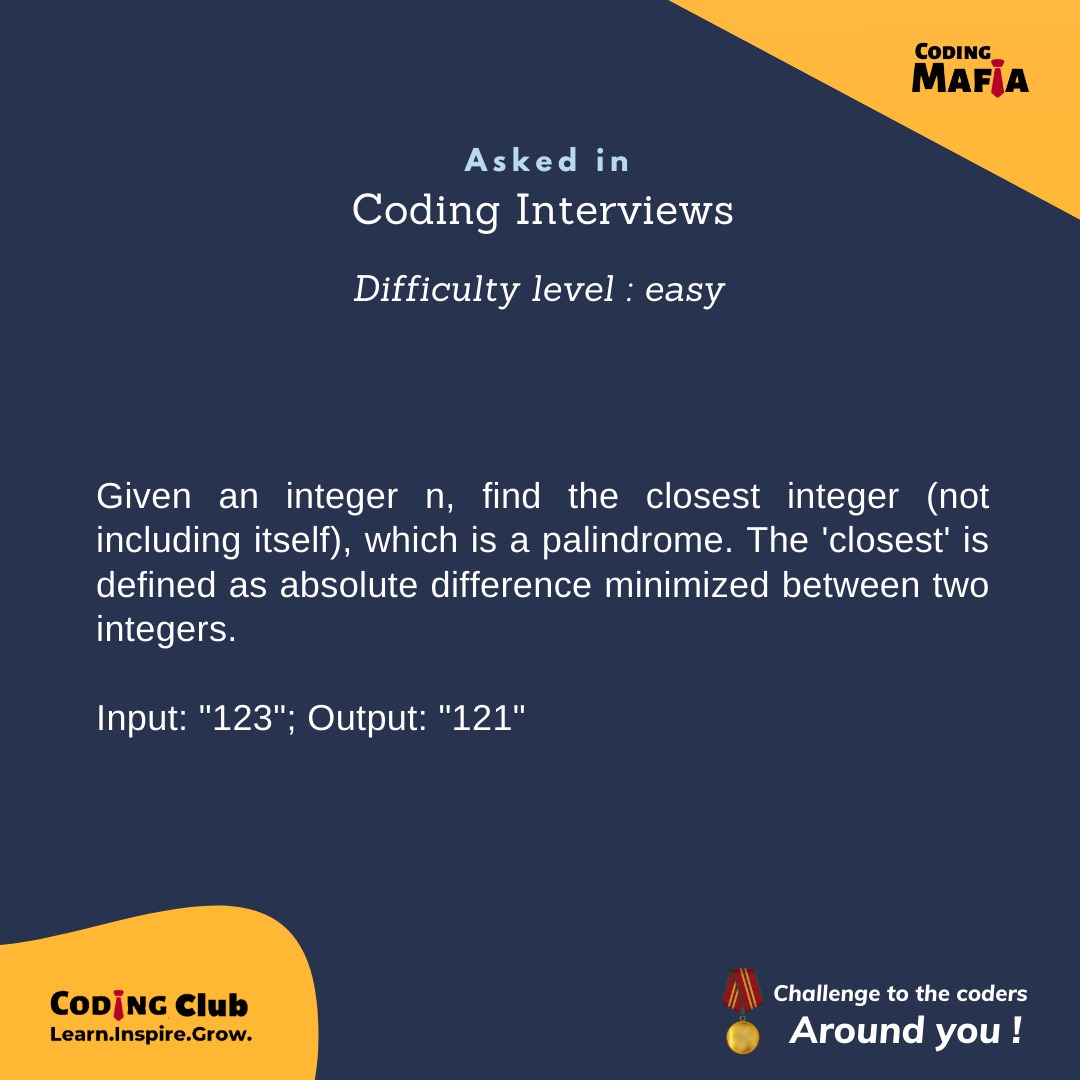 CODING
MAFIA
Asked in
Coding Interviews
Difficulty level : easy
Given an integer n, find the closest integer (not
including itself), which is a palindrome. The 'closest' is
defined as absolute difference minimized between two
integers.
Input: "123"; Output: "121"
CODING Club
Learn.Inspire.Grow.
Challenge to the coders
Around you !